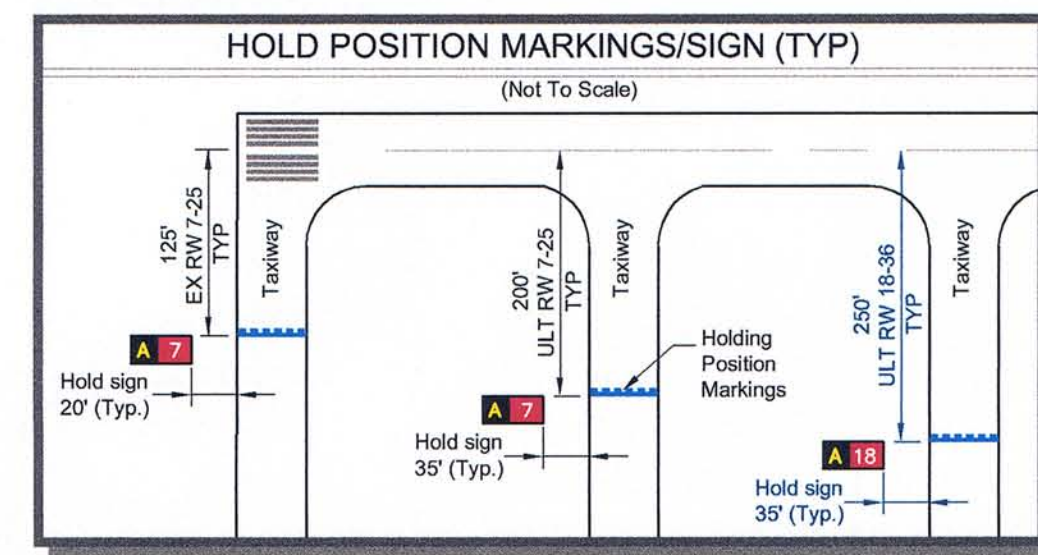 HOLD POSITION MARKINGS/SIGN (TYP)
(Not To Scale)
125'
EX RW 7-25
TYP
Taxiway
A 7
Hold sign
20' (Typ.)
200'
ULT RW 7-25
TYP
Taxiway
Holding
Position
Markings
A 7
Hold sign
35' (Typ.)
250'
ULT RW 18-36
TYP
Taxiway
A 18
Hold sign
35' (Typ.)